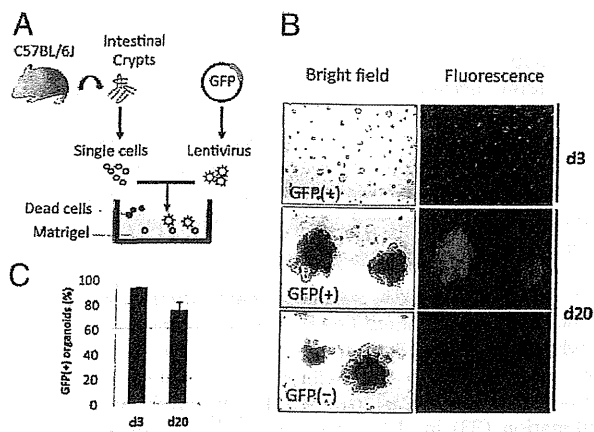 A
C57BL/6J
Intestinal
Crypts
GFP
Single cells
Lentivirus
Dead cells
Matrigel
B
Bright field
Fluorescence
GFP(+)
d3
GFP(+)
GFP(−)
d20
C
GFP(+) organoids (%)
100
80
60
40
20
0
d3
d20